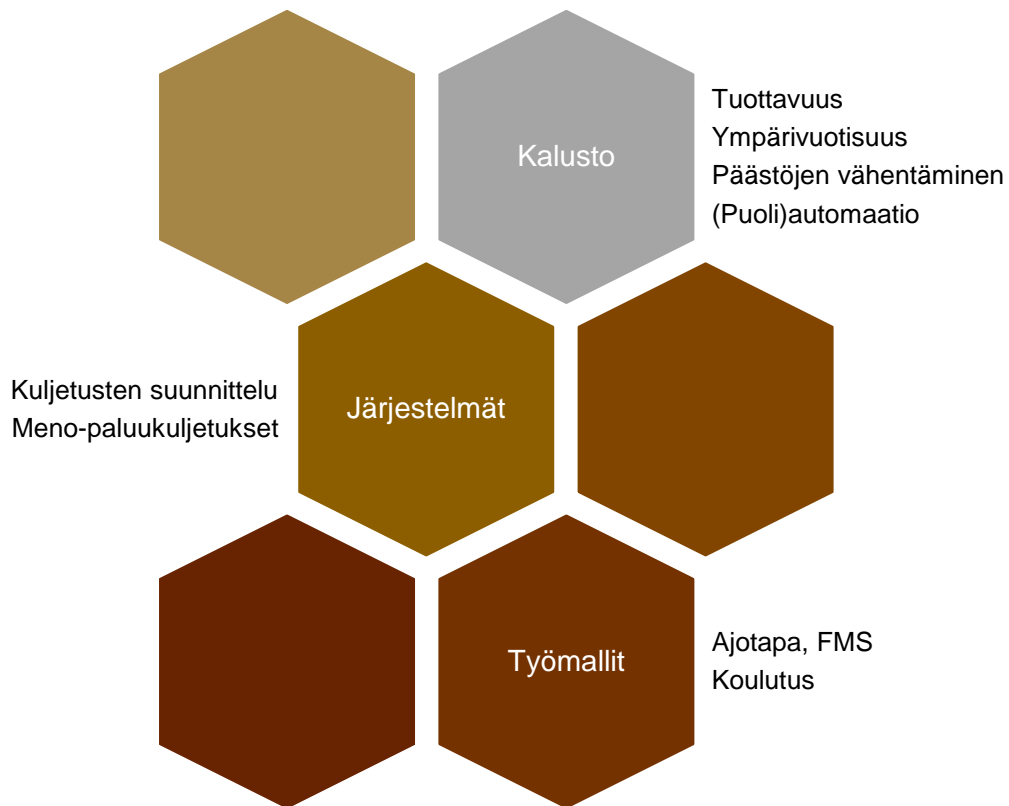 Kalusto
Tuottavuus
Ympärivuotisuus
Päästöjen vähentäminen
(Puoli)automaatio
Kuljetusten suunnittelu
Meno-paluukuljetukset
Järjestelmät
Työmallit
Ajotapa, FMS
Koulutus